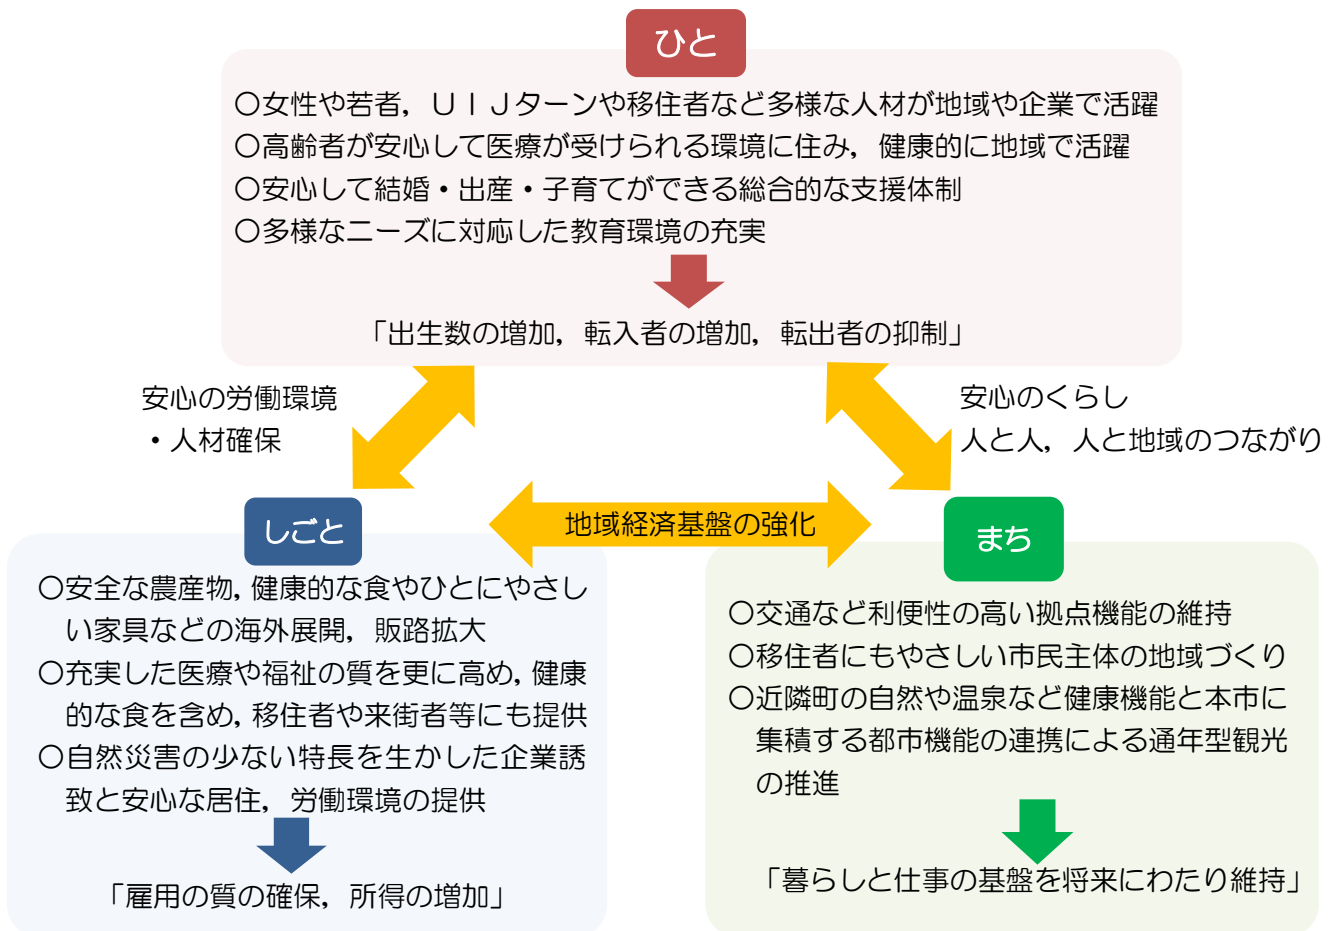 ひと
○女性や若者，ＵＩＪターンや移住者など多様な人材が地域や企業で活躍
○高齢者が安心して医療が受けられる環境に住み，健康的に地域で活躍
○安心して結婚・出産・子育てができる総合的な支援体制
○多様なニーズに対応した教育環境の充実
「出生数の増加，転入者の増加，転出者の抑制」
安心の労働環境
・人材確保
安心のくらし
人と人，人と地域のつながり
地域経済基盤の強化
しごと
○安全な農産物，健康的な食やひとにやさし
い家具などの海外展開，販路拡大
○充実した医療や福祉の質を更に高め，健康
的な食を含め，移住者や来街者等にも提供
○自然災害の少ない特長を生かした企業誘
致と安心な居住，労働環境の提供
「雇用の質の確保，所得の増加」
まち
○交通など利便性の高い拠点機能の維持
○移住者にもやさしい市民主体の地域づくり
○近隣町の自然や温泉など健康機能と本市に
集積する都市機能の連携による通年型観光
の推進
「暮らしと仕事の基盤を将来にわたり維持」